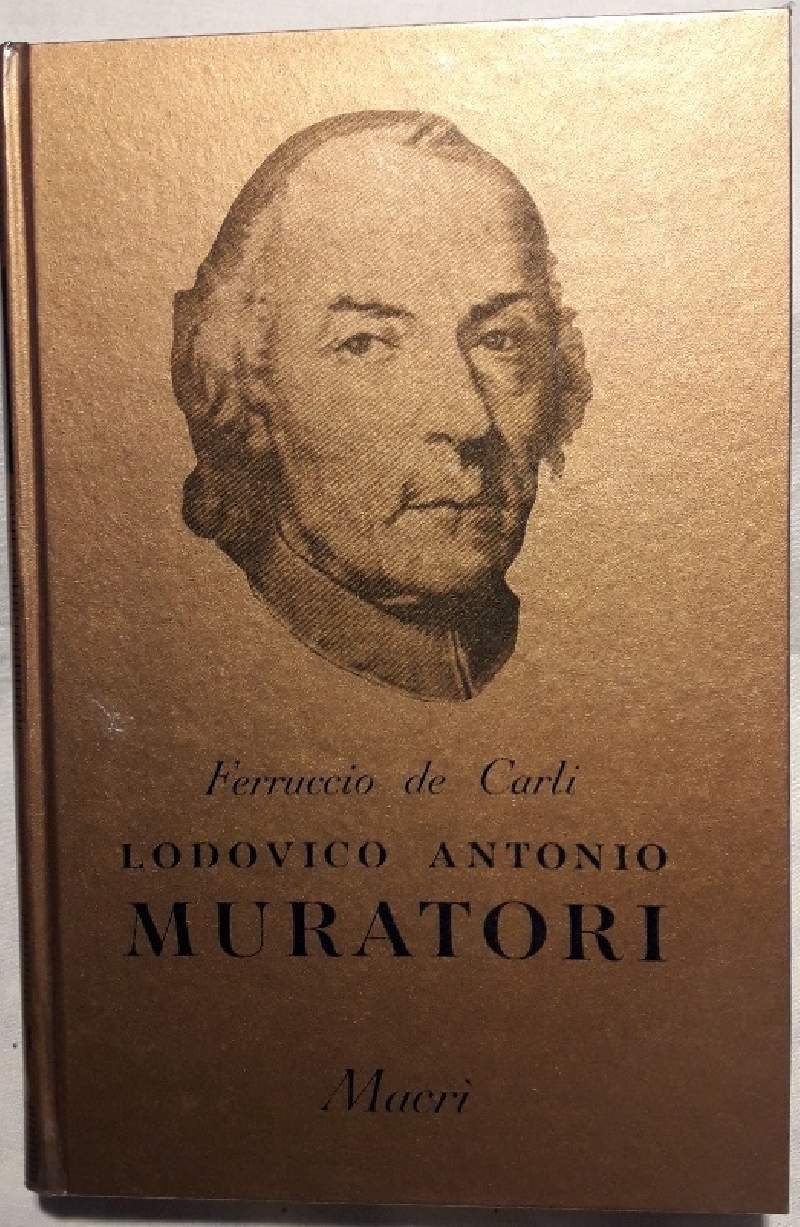 Ferruccio de Carli
LODOVICO ANTONIO
MURATORI
Macrì